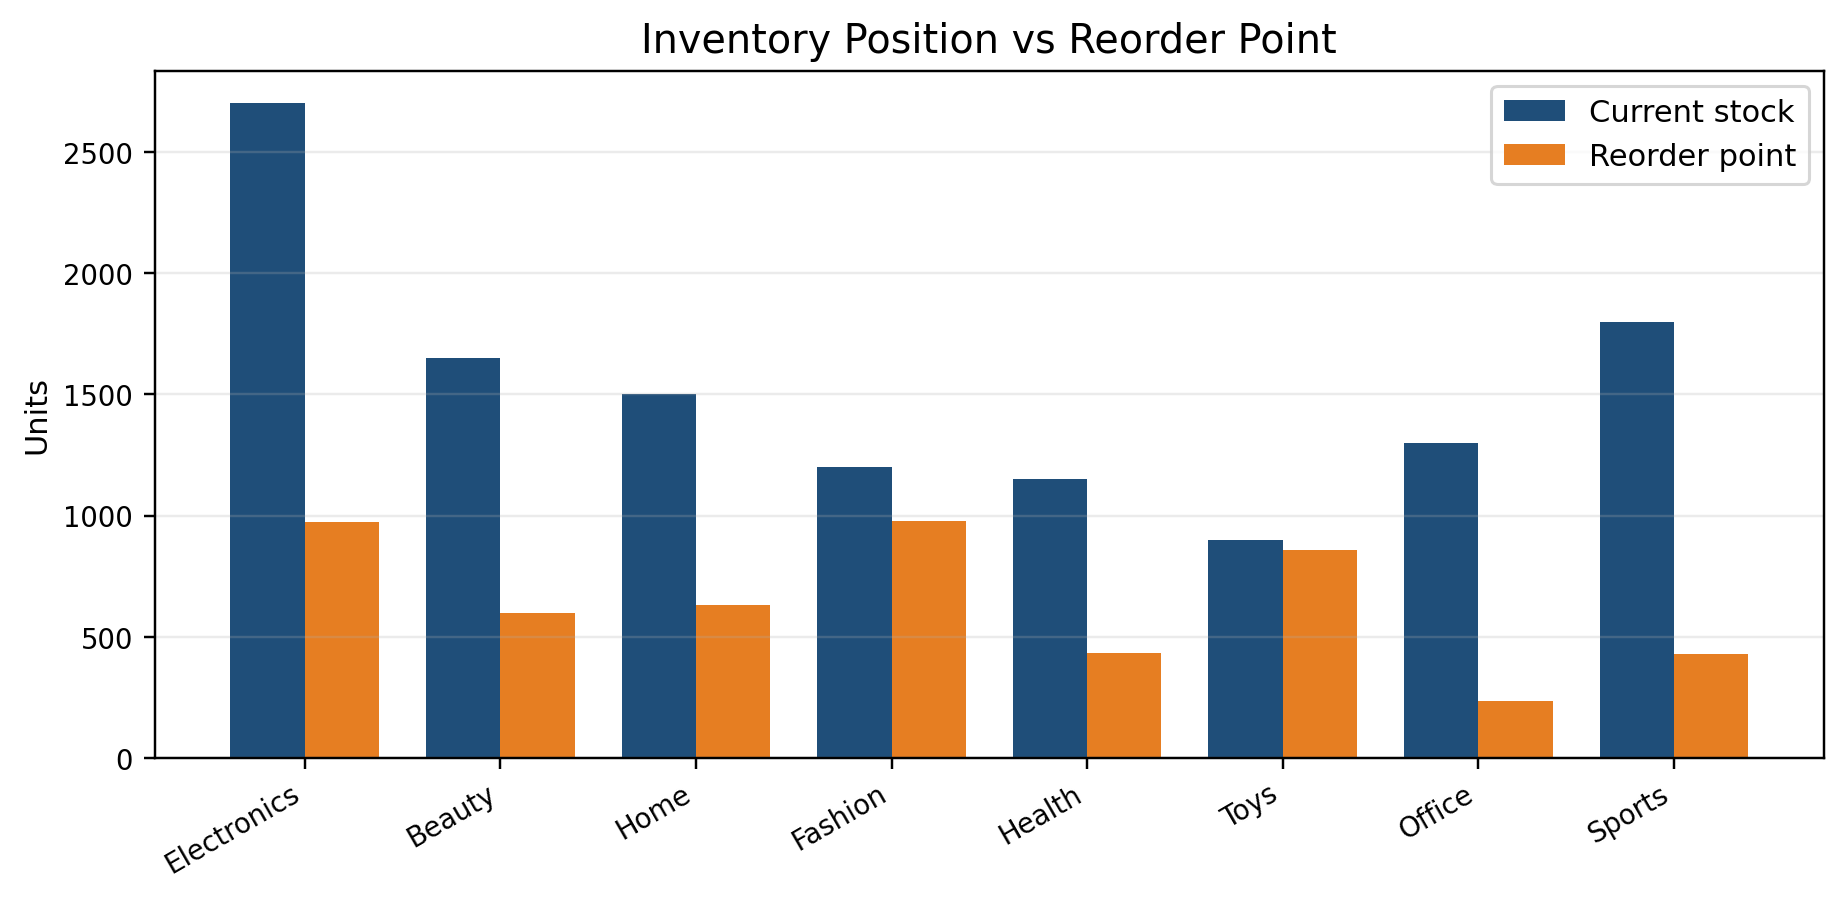 Inventory Position vs Reorder Point
Current stock
Reorder point
Units
2500
2000
1500
1000
500
0
Electronics
Beauty
Home
Fashion
Health
Toys
Office
Sports